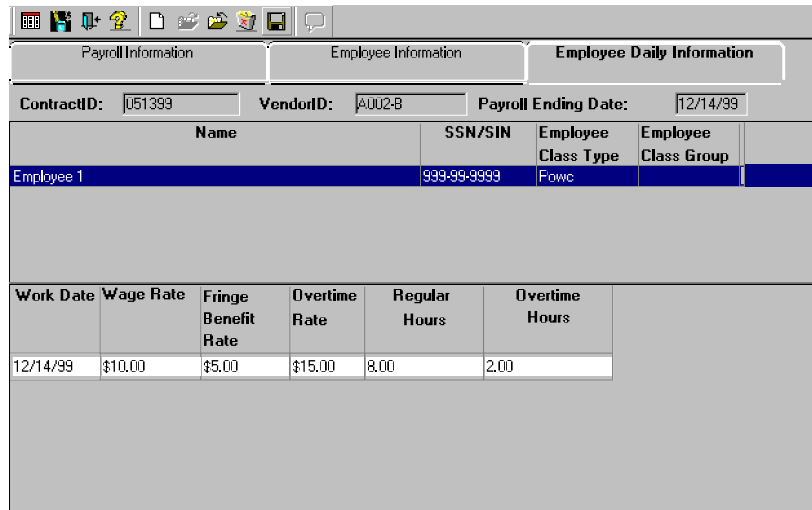 Payroll Information Employee Information Employee Daily Information
ContractID: 051399 VendorID: A002-B Payroll Ending Date: 12/14/99
Name SSN/SIN Employee Class Type Employee Class Group
Employee 1 999-99-9999 Powc
Work Date Wage Rate Fringe Benefit Rate Overtime Rate Regular Hours Overtime Hours
12/14/99 $10.00 $5.00 $15.00 8.00 2.00